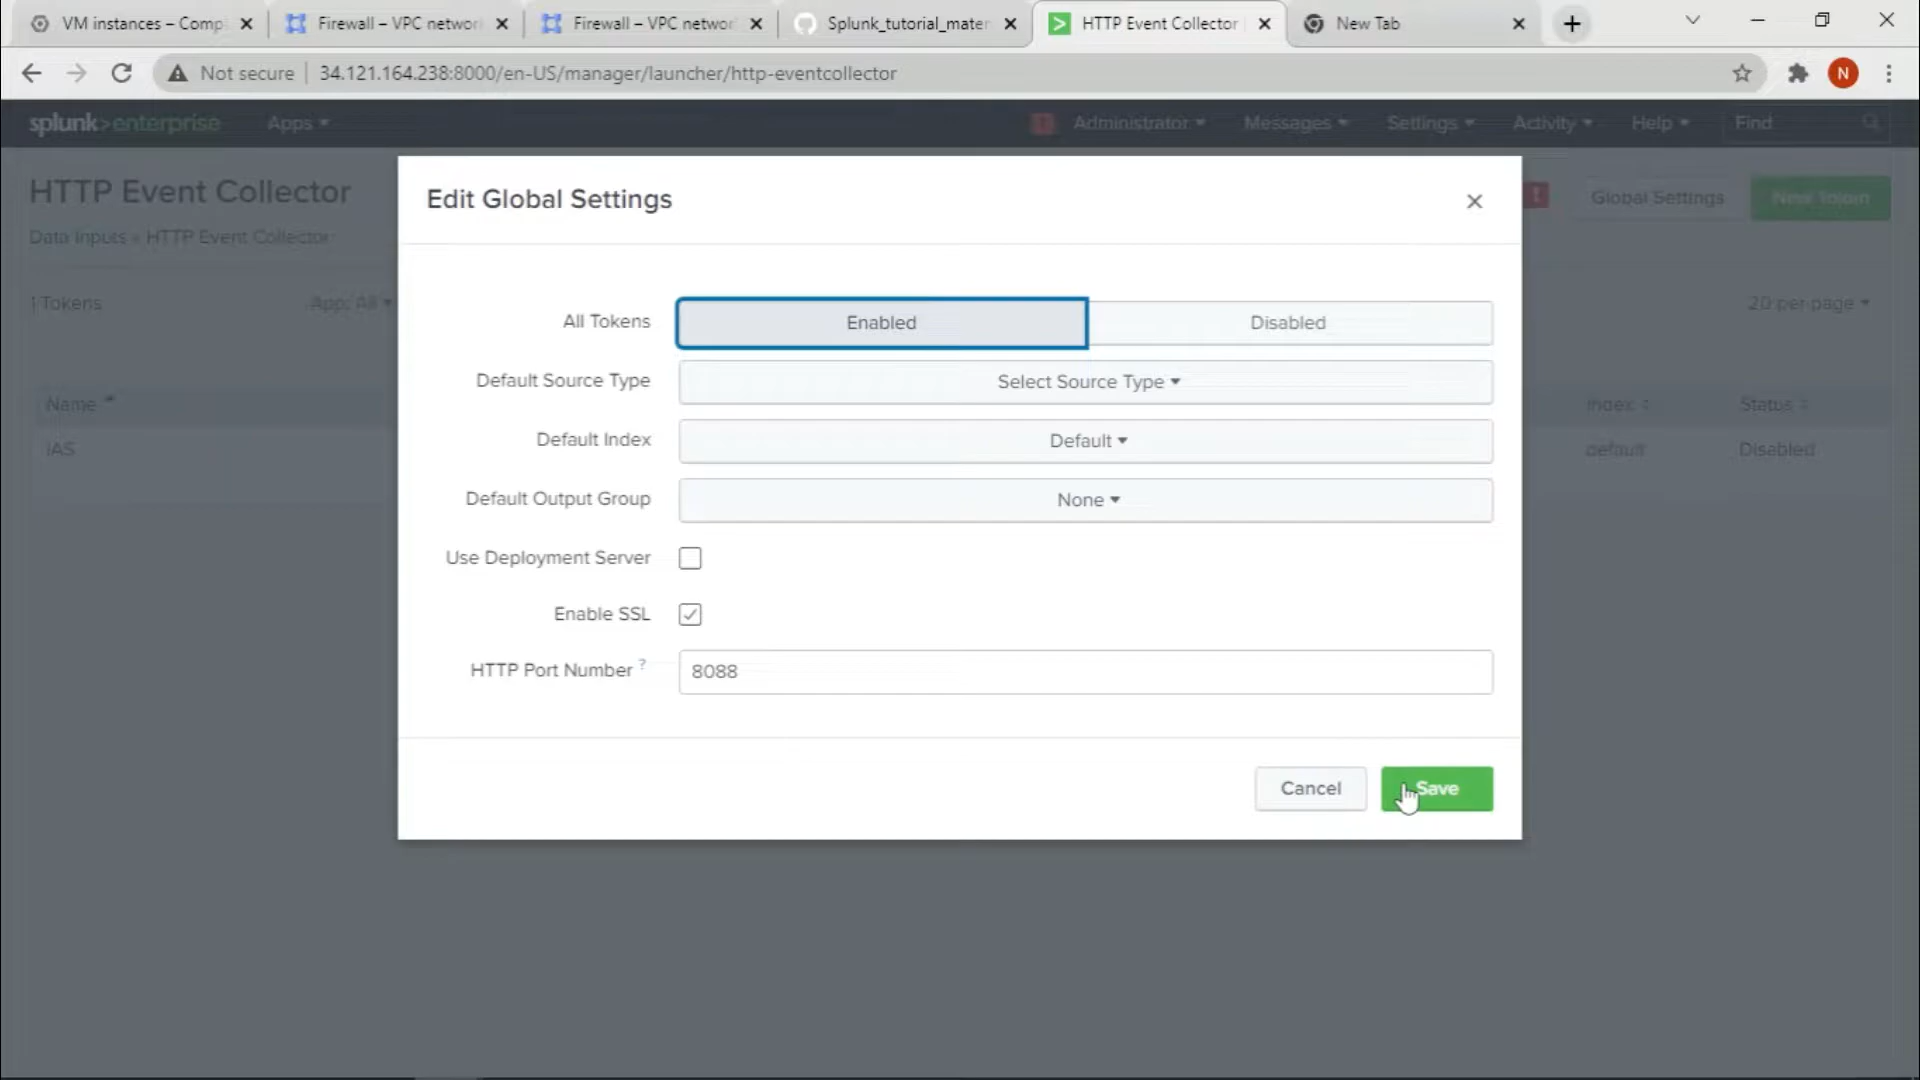 VM instances – Comp
Firewall – VPC network
Firewall – VPC network
Splunk_tutorial_mater
HTTP Event Collector
New Tab
Not secure
34.121.164.238:8000/en-US/manager/launcher/http-eventcollector
N
splunk>enterprise
Apps
Administrator
Messages
Settings
Activity
Help
Find
HTTP Event Collector
Global Settings
New Token
Data Inputs » HTTP Event Collector
1 Tokens
App: All
20 per page
Name
Index
Status
IAS
default
Disabled
Edit Global Settings
All Tokens
Enabled
Disabled
Default Source Type
Select Source Type
Default Index
Default
Default Output Group
None
Use Deployment Server
Enable SSL
HTTP Port Number ?
8088
Cancel
Save